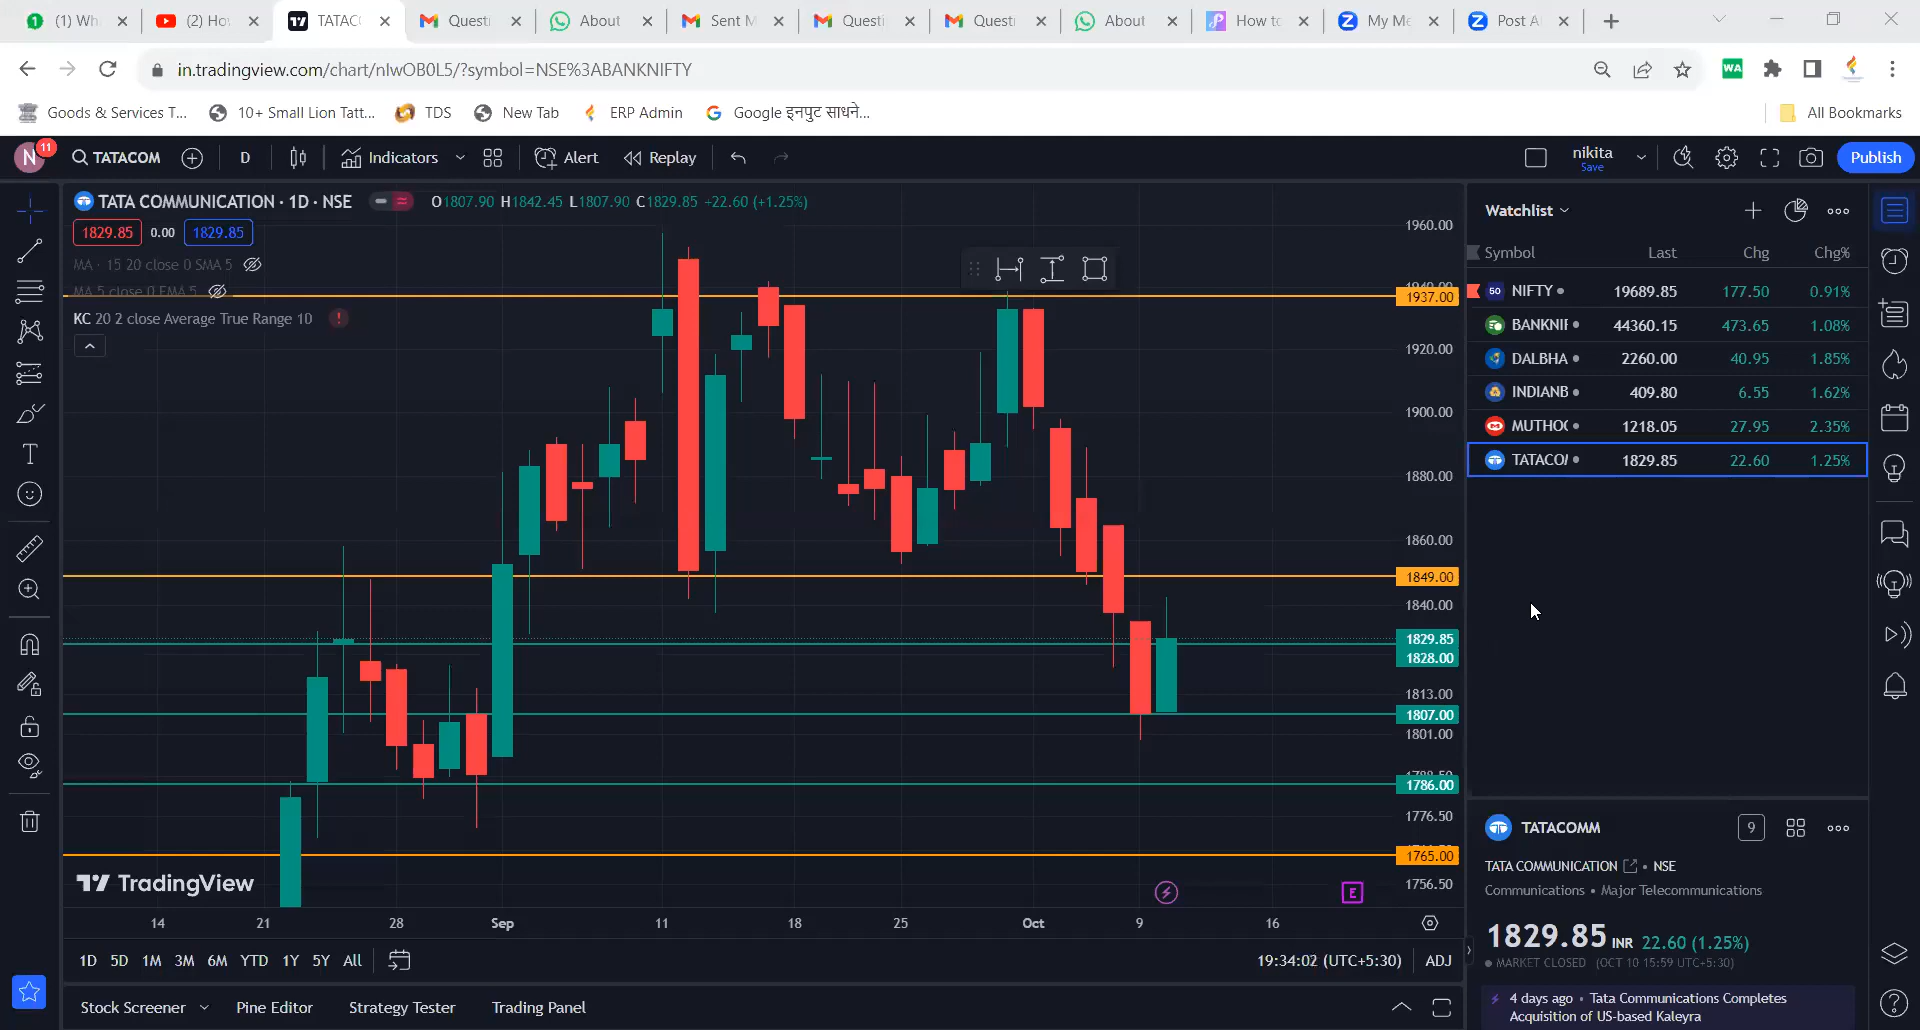 (1) Wh
(2) Ho
TATAC
Questi
About
Sent M
Questi
Questi
About
How to
My Me
Post A
in.tradingview.com/chart/nIwOB0L5/?symbol=NSE%3ABANKNIFTY
WA
Goods & Services T...
10+ Small Lion Tatt...
TDS
New Tab
ERP Admin
Google इनपुट साधने...
All Bookmarks
N 11
TATACOM
D
Indicators
Alert
Replay
nikita
Save
Publish
TATA COMMUNICATION · 1D · NSE
O1807.90 H1842.45 L1807.90 C1829.85 +22.60 (+1.25%)
1829.85 0.00 1829.85
MA · 15 20 close 0 SMA 5
MA 5 close 0 EMA 5
KC 20 2 close Average True Range 10
1960.00
1937.00
1920.00
1900.00
1880.00
1860.00
1849.00
1840.00
1829.85
1828.00
1813.00
1807.00
1801.00
1786.00
1776.50
1765.00
1756.50
TradingView
E
14 21 28 Sep 11 18 25 Oct 9 16
1D 5D 1M 3M 6M YTD 1Y 5Y All
19:34:02 (UTC+5:30) ADJ
Stock Screener
Pine Editor
Strategy Tester
Trading Panel
Watchlist
Symbol Last Chg Chg%
50 NIFTY 19689.85 177.50 0.91%
BANKNIF 44360.15 473.65 1.08%
DALBHA 2260.00 40.95 1.85%
INDIANB 409.80 6.55 1.62%
MUTHOO 1218.05 27.95 2.35%
TATACO 1829.85 22.60 1.25%
TATACOMM
9
TATA COMMUNICATION • NSE
Communications • Major Telecommunications
1829.85 INR 22.60 (1.25%)
MARKET CLOSED (OCT 10 15:59 UTC+5:30)
4 days ago • Tata Communications Completes
Acquisition of US-based Kaleyra